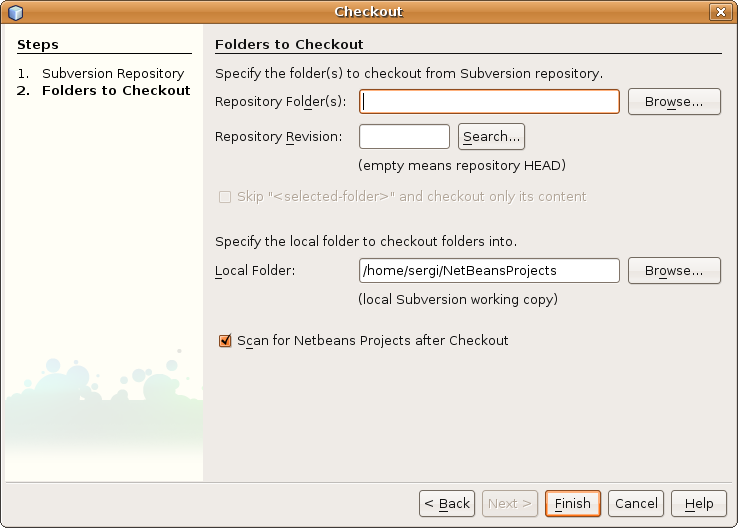 Checkout
Steps
1. Subversion Repository
2. Folders to Checkout
Folders to Checkout
Specify the folder(s) to checkout from Subversion repository.
Repository Folder(s):
Browse...
Repository Revision:
Search...
(empty means repository HEAD)
Skip "<selected-folder>" and checkout only its content
Specify the local folder to checkout folders into.
Local Folder: /home/sergi/NetBeansProjects Browse...
(local Subversion working copy)
Scan for Netbeans Projects after Checkout
< Back Next > Finish Cancel Help